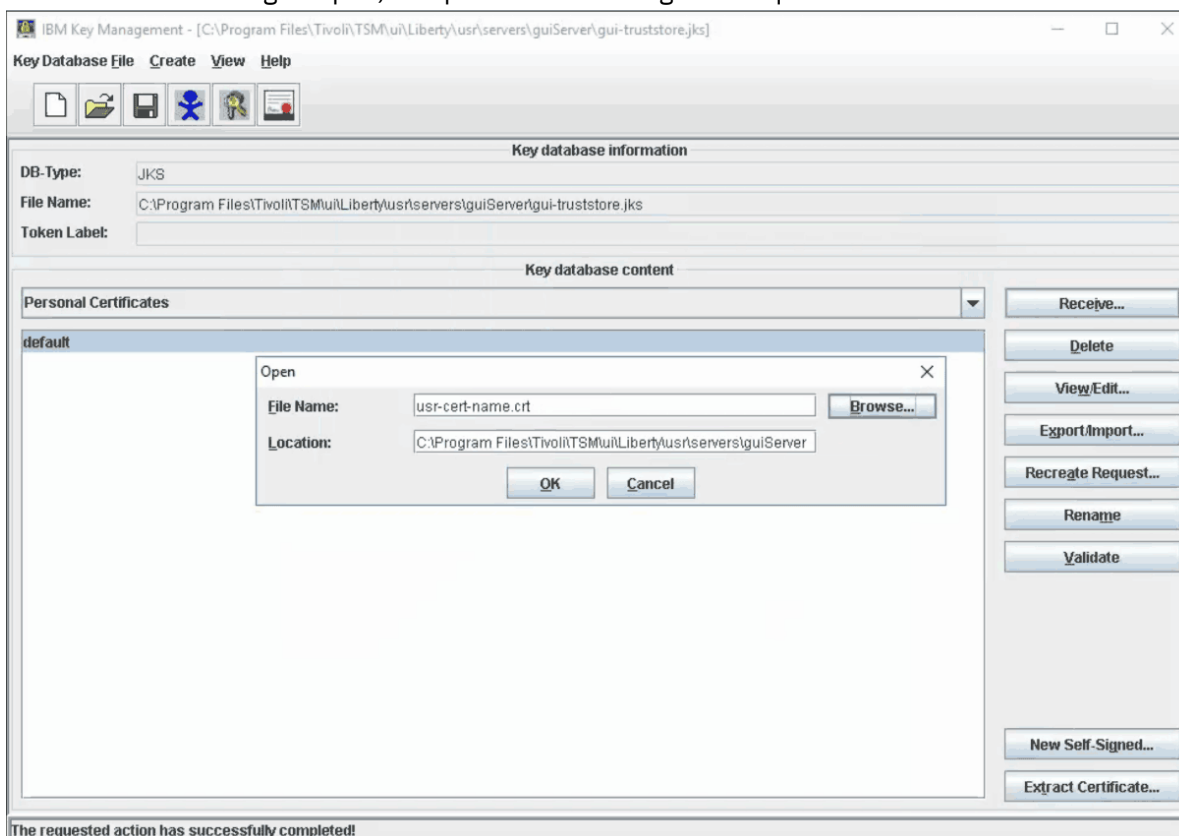 IBM Key Management - [C:\Program Files\Tivoli\TSM\ui\Liberty\usr\servers\guiServer\gui-truststore.jks]
Key Database File Create View Help
Key database information
DB-Type: JKS
File Name: C:\Program Files\Tivoli\TSM\ui\Liberty\usr\servers\guiServer\gui-truststore.jks
Token Label:
Key database content
Personal Certificates
Receive...
default
Delete
Open
View/Edit...
File Name: usr-cert-name.crt Browse...
Export/Import...
Location: C:\Program Files\Tivoli\TSM\ui\Liberty\usr\servers\guiServer
Recreate Request...
OK Cancel
Rename
Validate
New Self-Signed...
Extract Certificate...
The requested action has successfully completed!